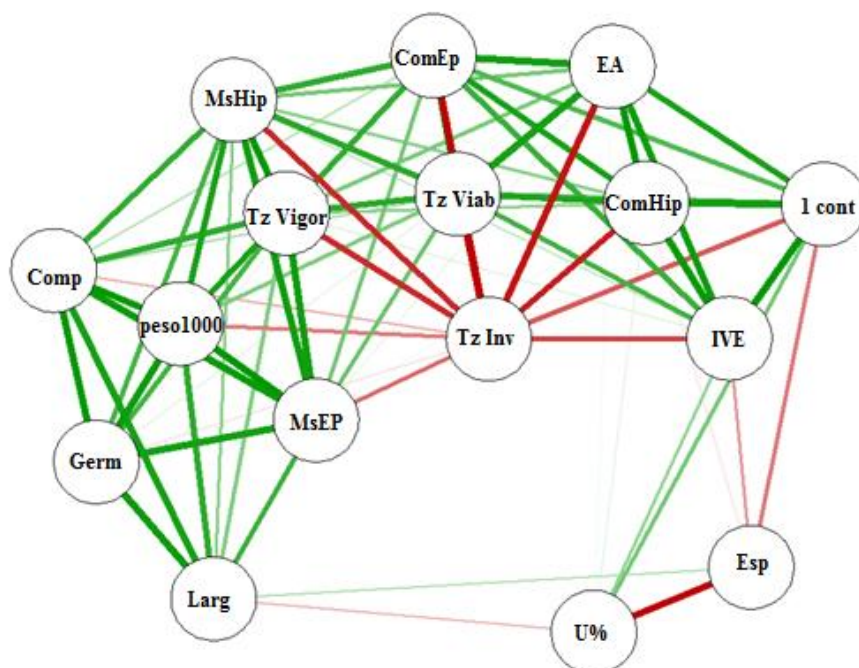 ComEp
EA
MsHip
Tz Viab
ComHip
1 cont
Tz Vigor
Comp
peso1000
Tz Inv
IVE
MsEP
Germ
Esp
Larg
U%